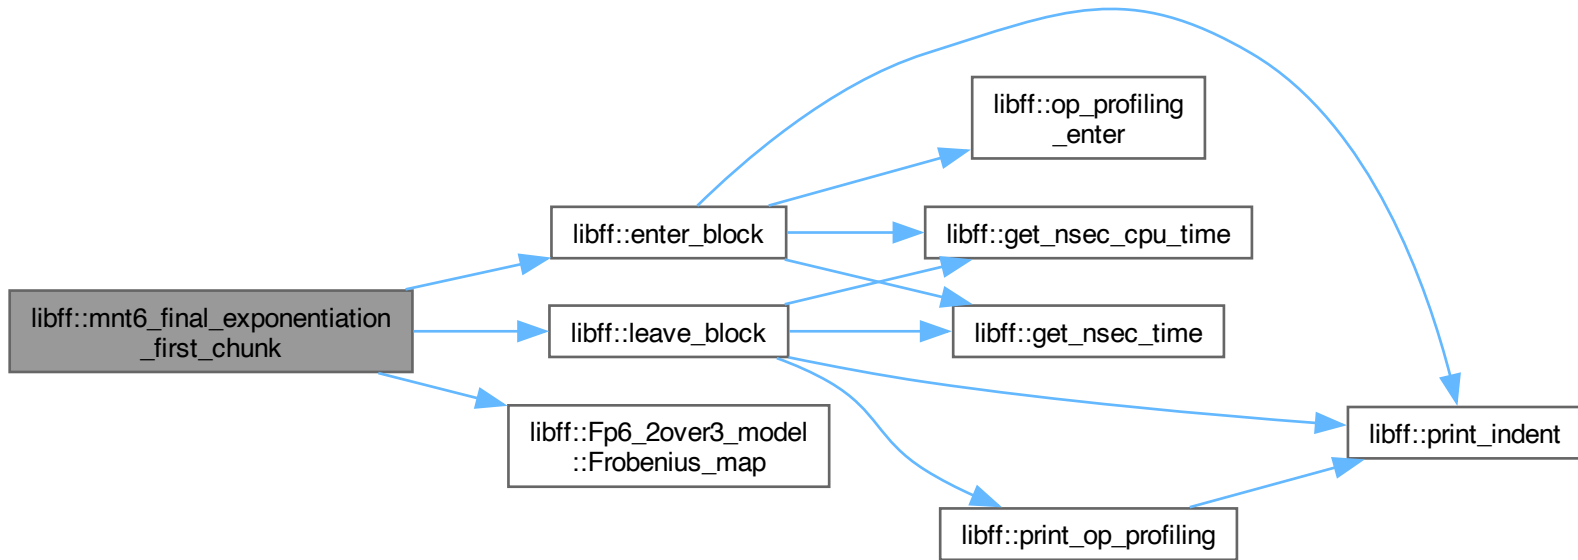 libff::mnt6_final_exponentiation
_first_chunk
libff::enter_block
libff::leave_block
libff::Fp6_2over3_model
::Frobenius_map
libff::op_profiling
_enter
libff::get_nsec_cpu_time
libff::get_nsec_time
libff::print_op_profiling
libff::print_indent